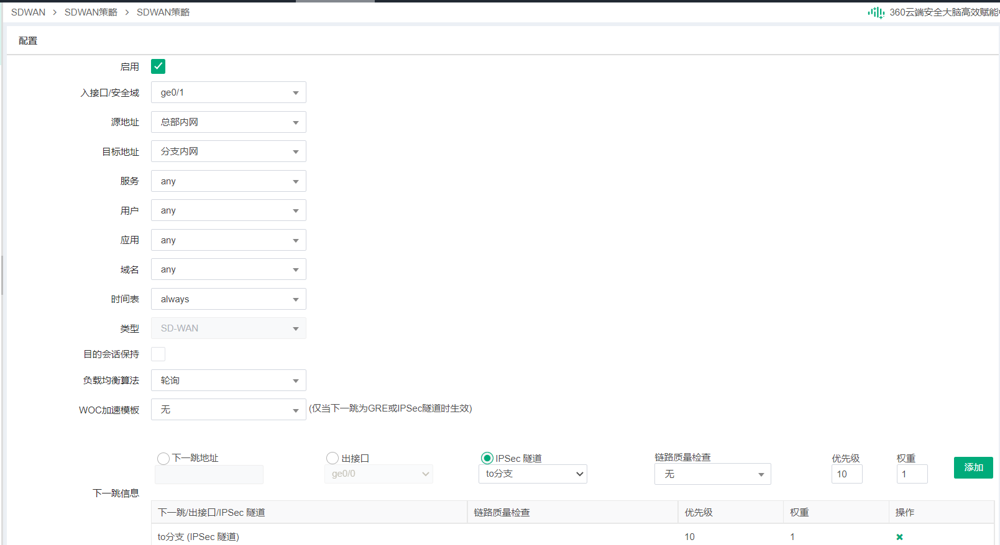 SDWAN > SDWAN策略 > SDWAN策略
360云端安全大脑高效赋能
配置
启用
入接口/安全域 ge0/1
源地址 总部内网
目标地址 分支内网
服务 any
用户 any
应用 any
域名 any
时间表 always
类型 SD-WAN
目的会话保持
负载均衡算法 轮询
WOC加速模板 无 (仅当下一跳为GRE或IPSec隧道时生效)
下一跳地址 出接口 IPSec 隧道 链路质量检查 优先级 权重
ge0/0 to分支 无 10 1 添加
下一跳信息
下一跳/出接口/IPSec 隧道 链路质量检查 优先级 权重 操作
to分支 (IPSec 隧道) 10 1